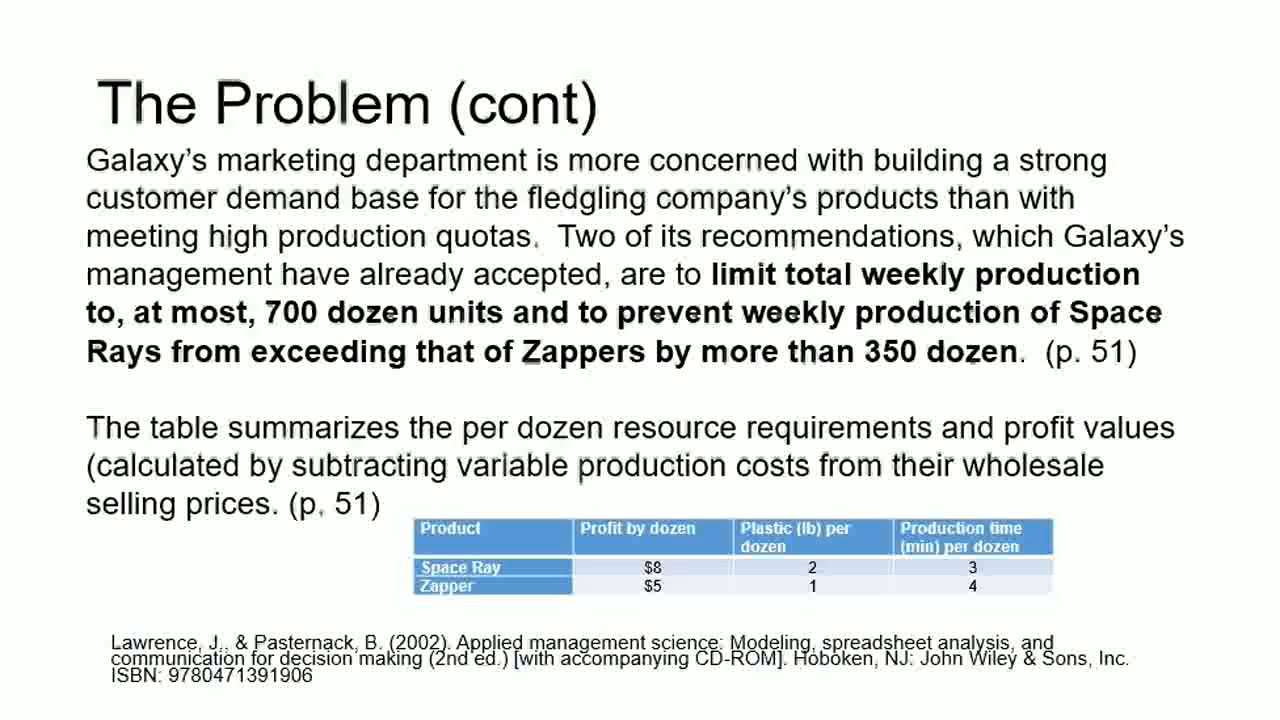 The Problem (cont)
Galaxy's marketing department is more concerned with building a strong
customer demand base for the fledgling company's products than with
meeting high production quotas. Two of its recommendations, which Galaxy's
management have already accepted, are to limit total weekly production
to, at most, 700 dozen units and to prevent weekly production of Space
Rays from exceeding that of Zappers by more than 350 dozen. (p. 51)
The table summarizes the per dozen resource requirements and profit values
(calculated by subtracting variable production costs from their wholesale
selling prices. (p. 51)
Product Profit by dozen Plastic (lb) per dozen Production time (min) per dozen
Space Ray $8 2 3
Zapper $5 1 4
Lawrence, J., & Pasternack, B. (2002). Applied management science: Modeling, spreadsheet analysis, and
communication for decision making (2nd ed.) [with accompanying CD-ROM]. Hoboken, NJ: John Wiley & Sons, Inc.
ISBN: 9780471391906